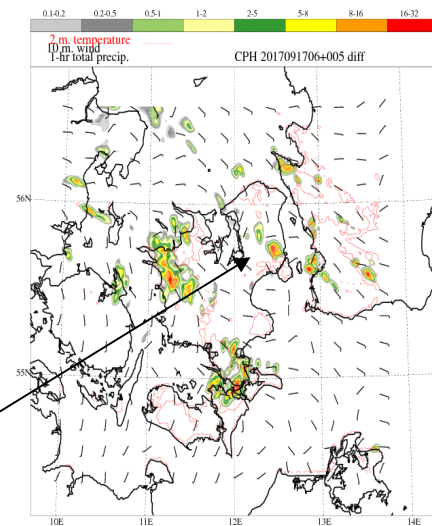 0.1-0.2 0.2-0.5 0.5-1 1-2 2-5 5-8 8-16 16-32
2 m. temperature
10 m. wind
1-hr total precip. CPH 2017091706+005 diff
56N
55N
10E 11E 12E 13E 14E